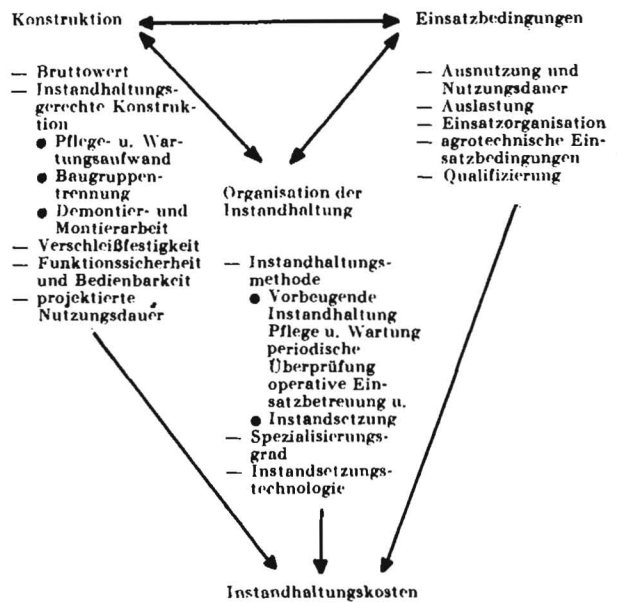 Konstruktion
— Bruttowert
— Instandhaltungs-
gerechte Konstruk-
tion
● Pflege- u. War-
tungsaufwand
● Baugruppen-
trennung
● Demontier- und
Montierarbeit
— Verschleißfestigkeit
— Funktionssicherheit
und Bedienbarkeit
— projektierte
Nutzungsdauer
Einsatzbedingungen
— Ausnutzung und
Nutzungsdauer
— Auslastung
— Einsatzorganisation
— agrotechnische Ein-
satzbedingungen
— Qualifizierung
Organisation der
Instandhaltung
— Instandhaltungs-
methode
● Vorbeugende
Instandhaltung
Pflege u. Wartung
periodische
Überprüfung
operative Ein-
satzbetreuung u.
● Instandsetzung
— Spezialisierungs-
grad
— Instandsetzungs-
technologie
Instandhaltungskosten